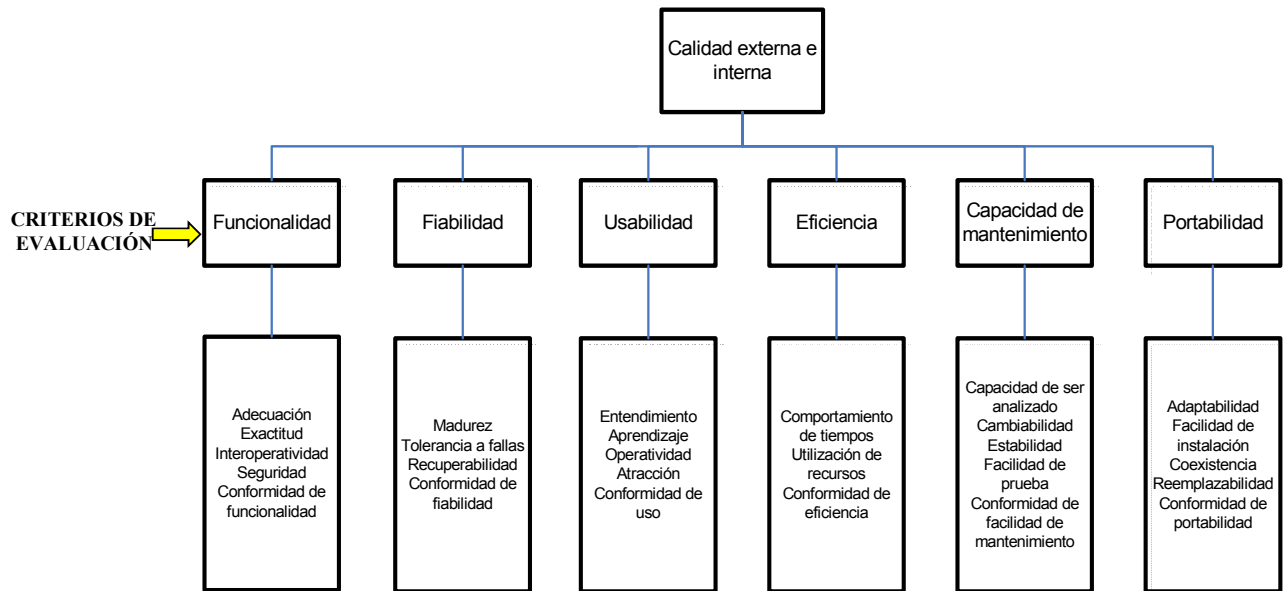 Calidad externa e
interna
CRITERIOS DE
EVALUACIÓN
Funcionalidad
Fiabilidad
Usabilidad
Eficiencia
Capacidad de
mantenimiento
Portabilidad
Adecuación
Exactitud
Interoperatividad
Seguridad
Conformidad de
funcionalidad
Madurez
Tolerancia a fallas
Recuperabilidad
Conformidad de
fiabilidad
Entendimiento
Aprendizaje
Operatividad
Atracción
Conformidad de
uso
Comportamiento
de tiempos
Utilización de
recursos
Conformidad de
eficiencia
Capacidad de ser
analizado
Cambiabilidad
Estabilidad
Facilidad de
prueba
Conformidad de
facilidad de
mantenimiento
Adaptabilidad
Facilidad de
instalación
Coexistencia
Reemplazabilidad
Conformidad de
portabilidad